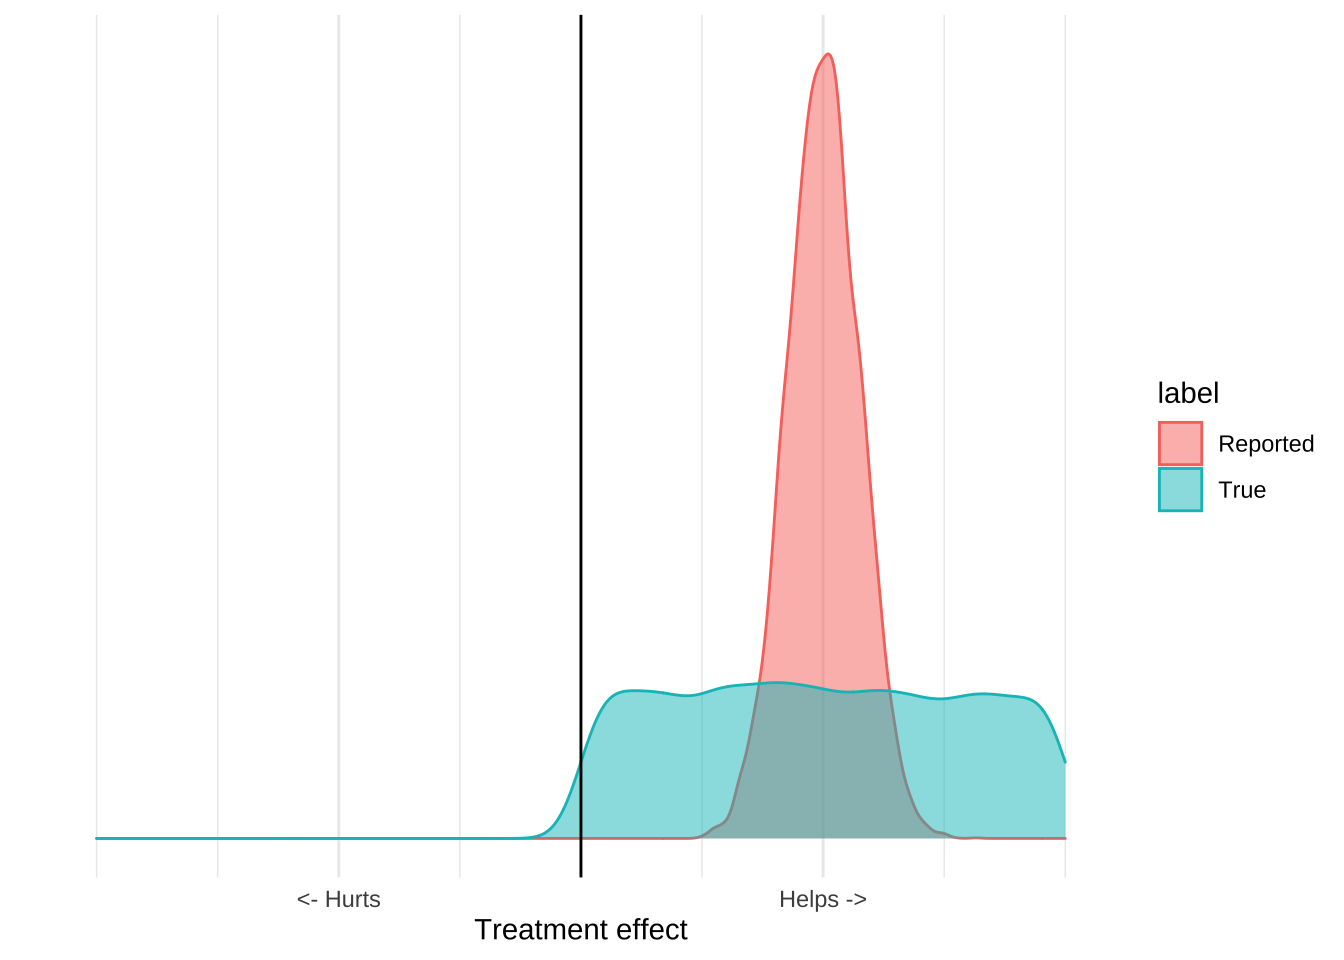 label
Reported
True
<- Hurts
Helps ->
Treatment effect